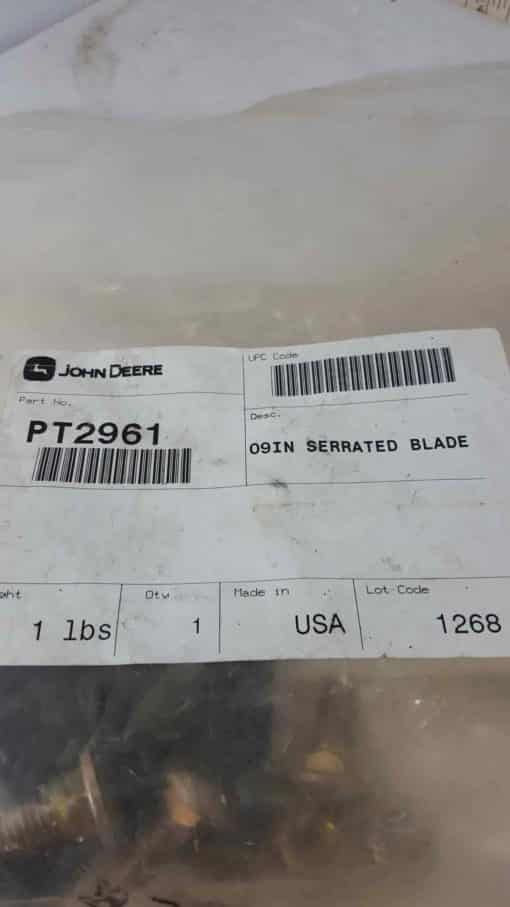 JOHN DEERE
UPC Code
Part No.
PT2961
Desc.
09IN SERRATED BLADE
Qty
Made in
Lot Code
1 lbs
1
USA
1268